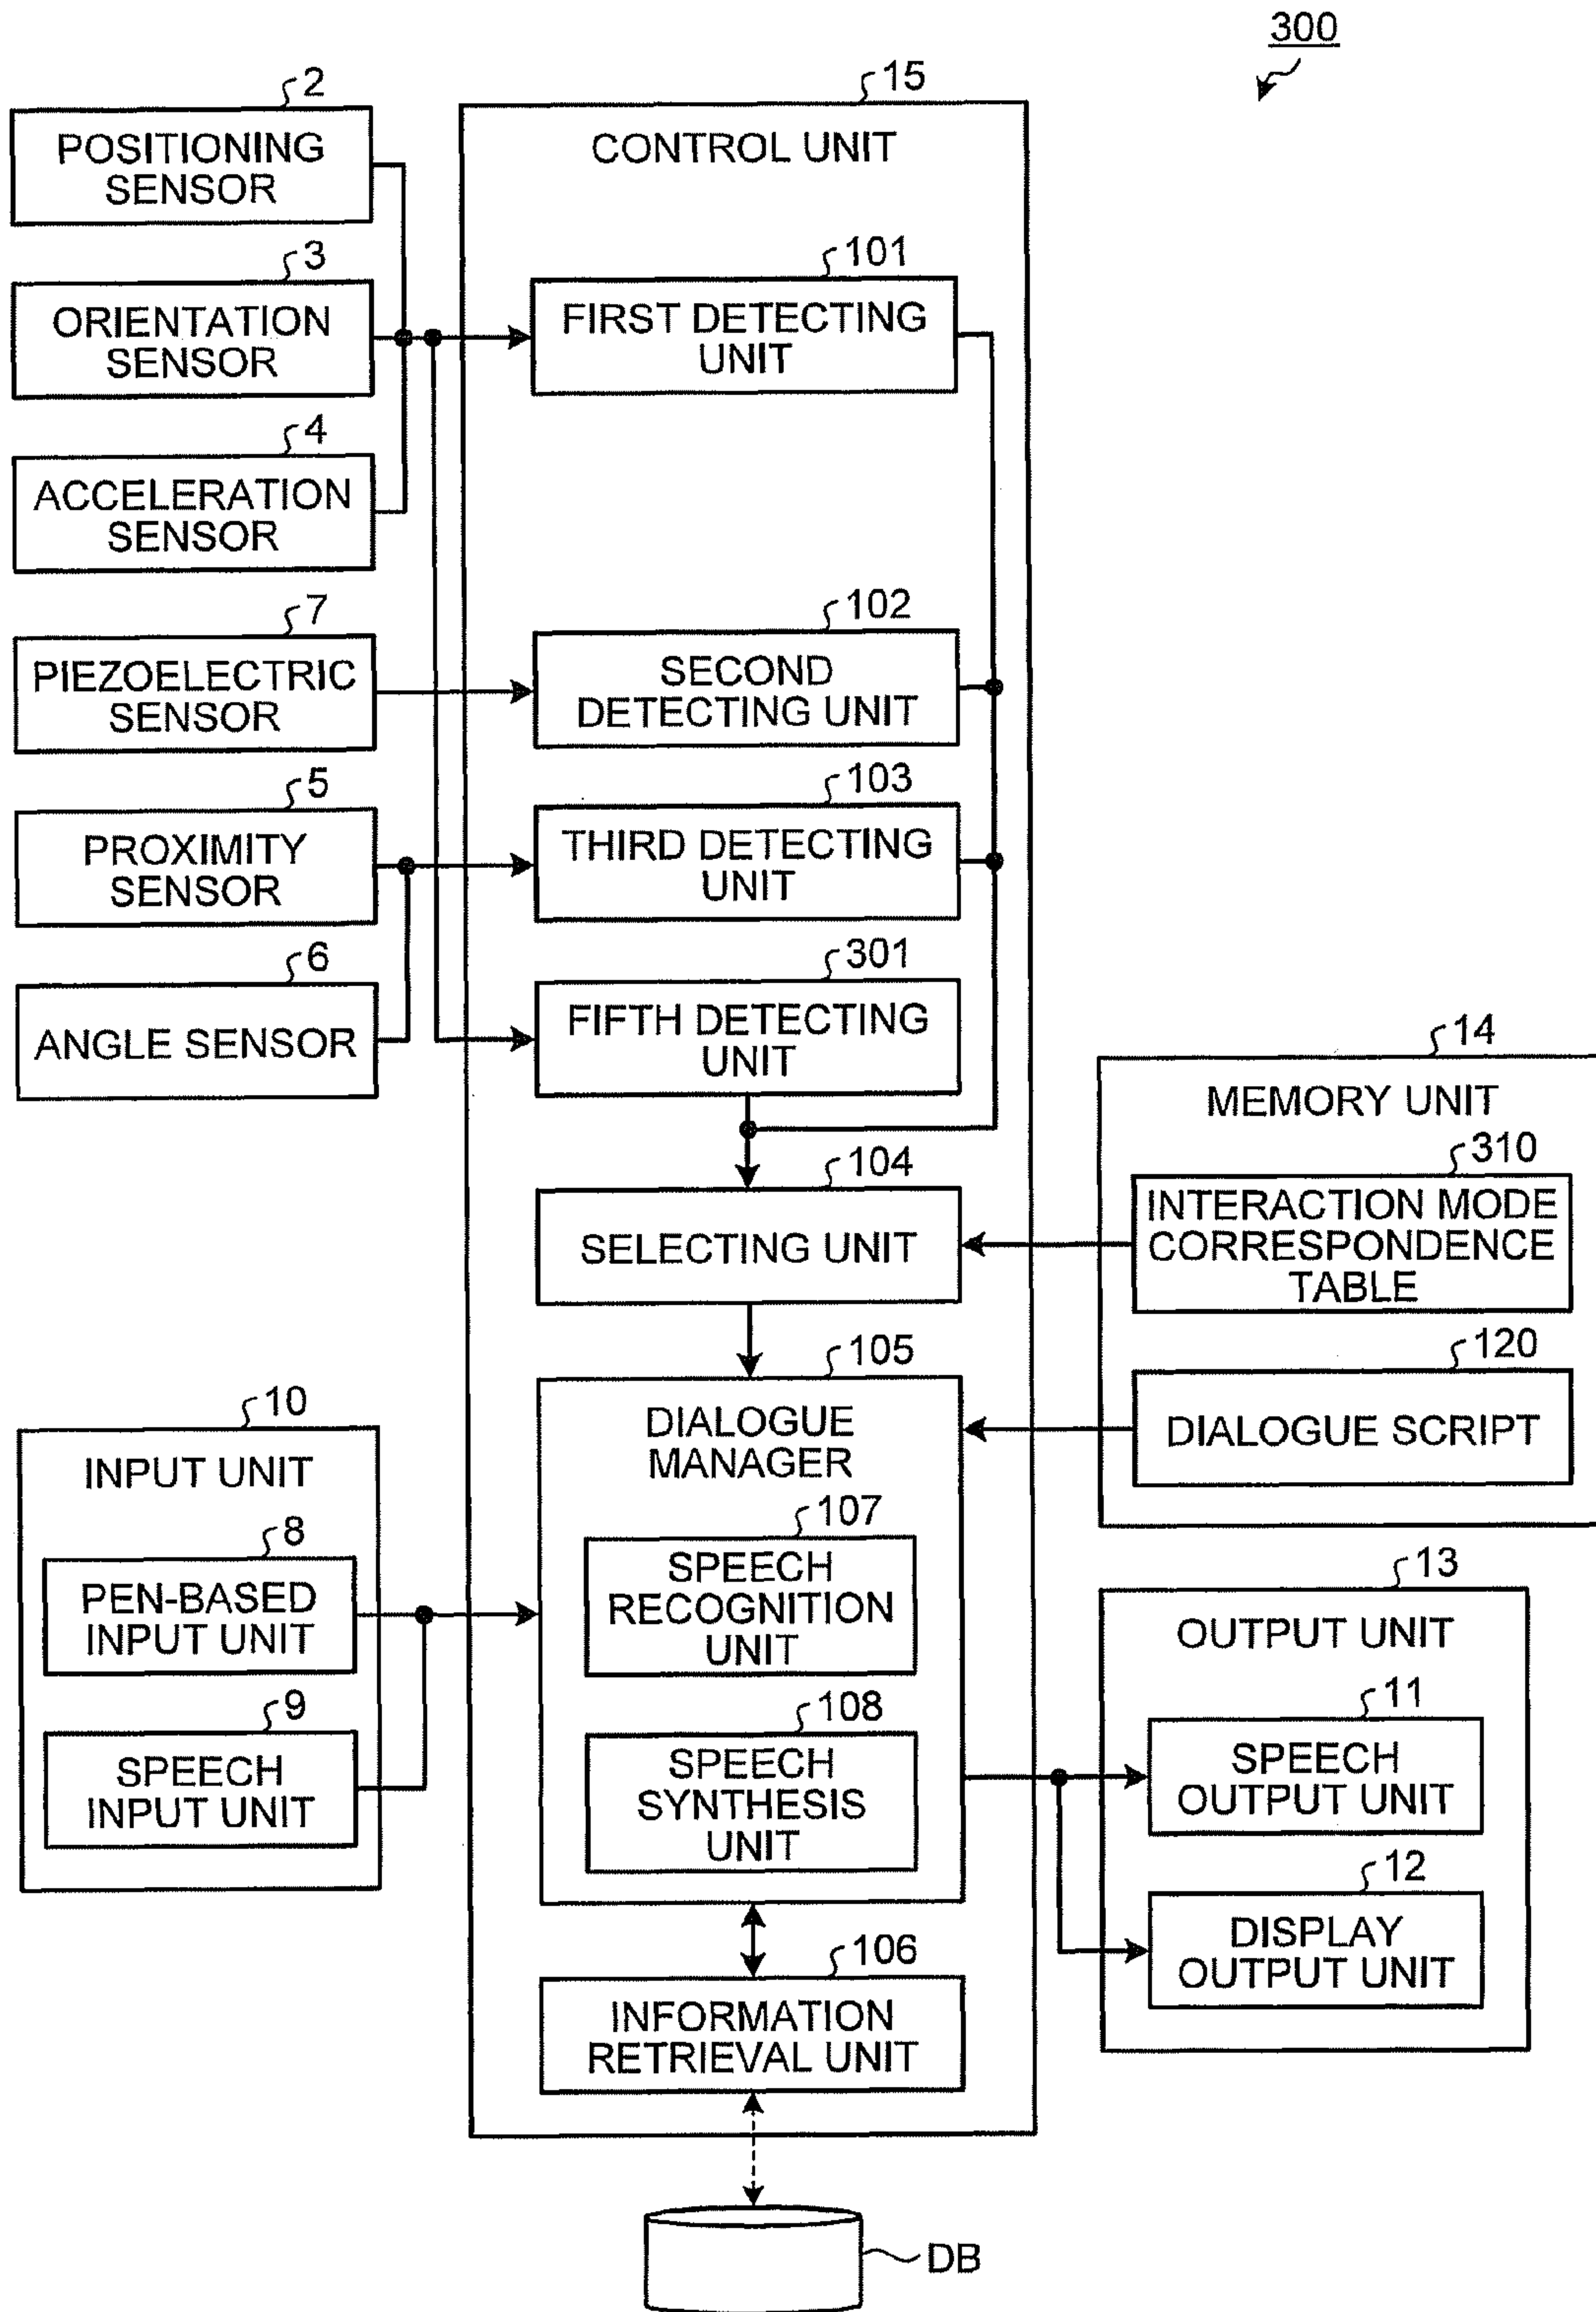 300
2
POSITIONING
SENSOR
3
ORIENTATION
SENSOR
4
ACCELERATION
SENSOR
7
PIEZOELECTRIC
SENSOR
5
PROXIMITY
SENSOR
6
ANGLE SENSOR
15
CONTROL UNIT
101
FIRST DETECTING
UNIT
102
SECOND
DETECTING UNIT
103
THIRD DETECTING
UNIT
301
FIFTH DETECTING
UNIT
104
SELECTING UNIT
14
MEMORY UNIT
310
INTERACTION MODE
CORRESPONDENCE
TABLE
120
DIALOGUE SCRIPT
10
INPUT UNIT
8
PEN-BASED
INPUT UNIT
9
SPEECH
INPUT UNIT
105
DIALOGUE
MANAGER
107
SPEECH
RECOGNITION
UNIT
108
SPEECH
SYNTHESIS
UNIT
13
OUTPUT UNIT
11
SPEECH
OUTPUT UNIT
12
DISPLAY
OUTPUT UNIT
106
INFORMATION
RETRIEVAL UNIT
DB